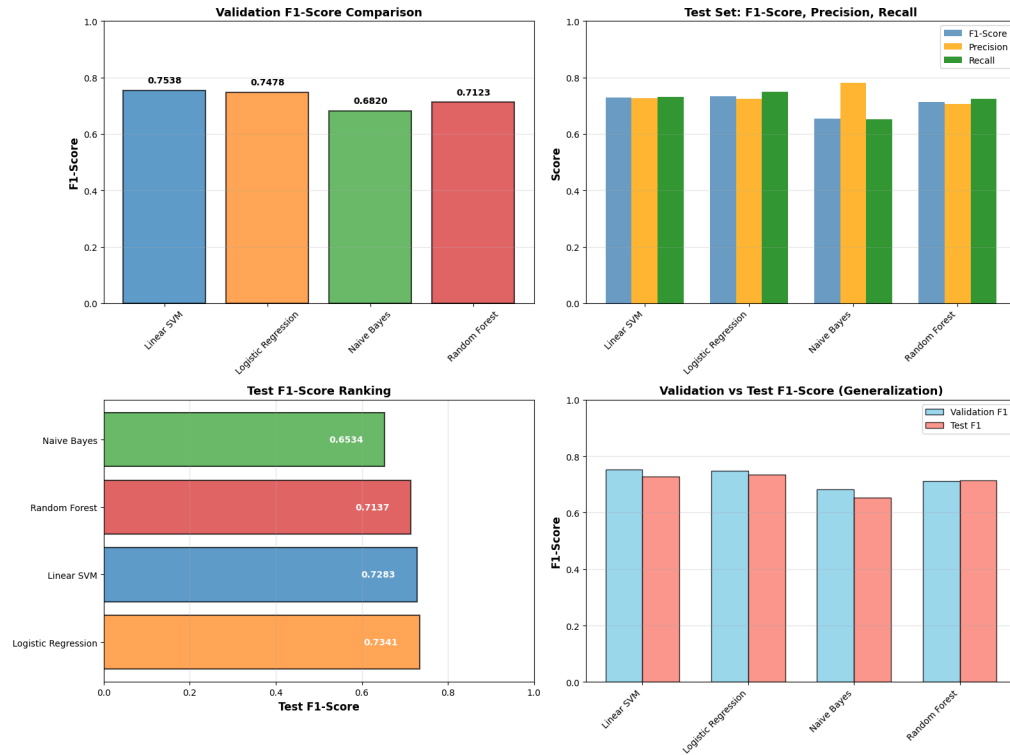 Validation F1-Score Comparison
F1-Score
1.0
0.8
0.6
0.4
0.2
0.0
0.7538
0.7478
0.6820
0.7123
Linear SVM
Logistic Regression
Naive Bayes
Random Forest
Test Set: F1-Score, Precision, Recall
Score
1.0
0.8
0.6
0.4
0.2
0.0
F1-Score
Precision
Recall
Linear SVM
Logistic Regression
Naive Bayes
Random Forest
Test F1-Score Ranking
Naive Bayes
0.6534
Random Forest
0.7137
Linear SVM
0.7283
Logistic Regression
0.7341
0.0
0.2
0.4
0.6
0.8
1.0
Test F1-Score
Validation vs Test F1-Score (Generalization)
F1-Score
1.0
0.8
0.6
0.4
0.2
0.0
Validation F1
Test F1
Linear SVM
Logistic Regression
Naive Bayes
Random Forest